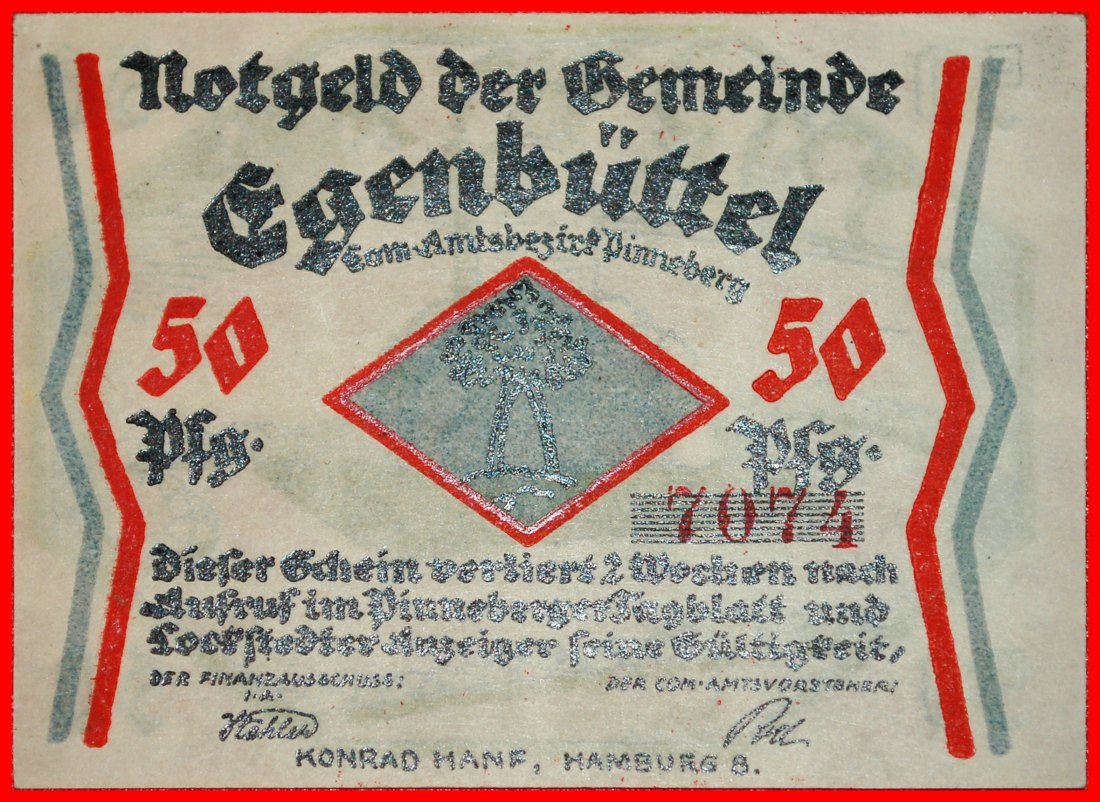 Notgeld der Gemeinde
Egenbüttel
Com-Amtsbezirk Pinneberg
50 50
Pfg. Pfg.
7074
Dieser Schein verliert 2 Wochen nach
Aufruf im Pinneberger Tagblatt und
Lockstedter Anzeiger seine Gültigkeit,
DER FINANZAUSSCHUSS: DER COM-AMTSVORSTEHER:
I.A.
KONRAD HANF, HAMBURG 8.